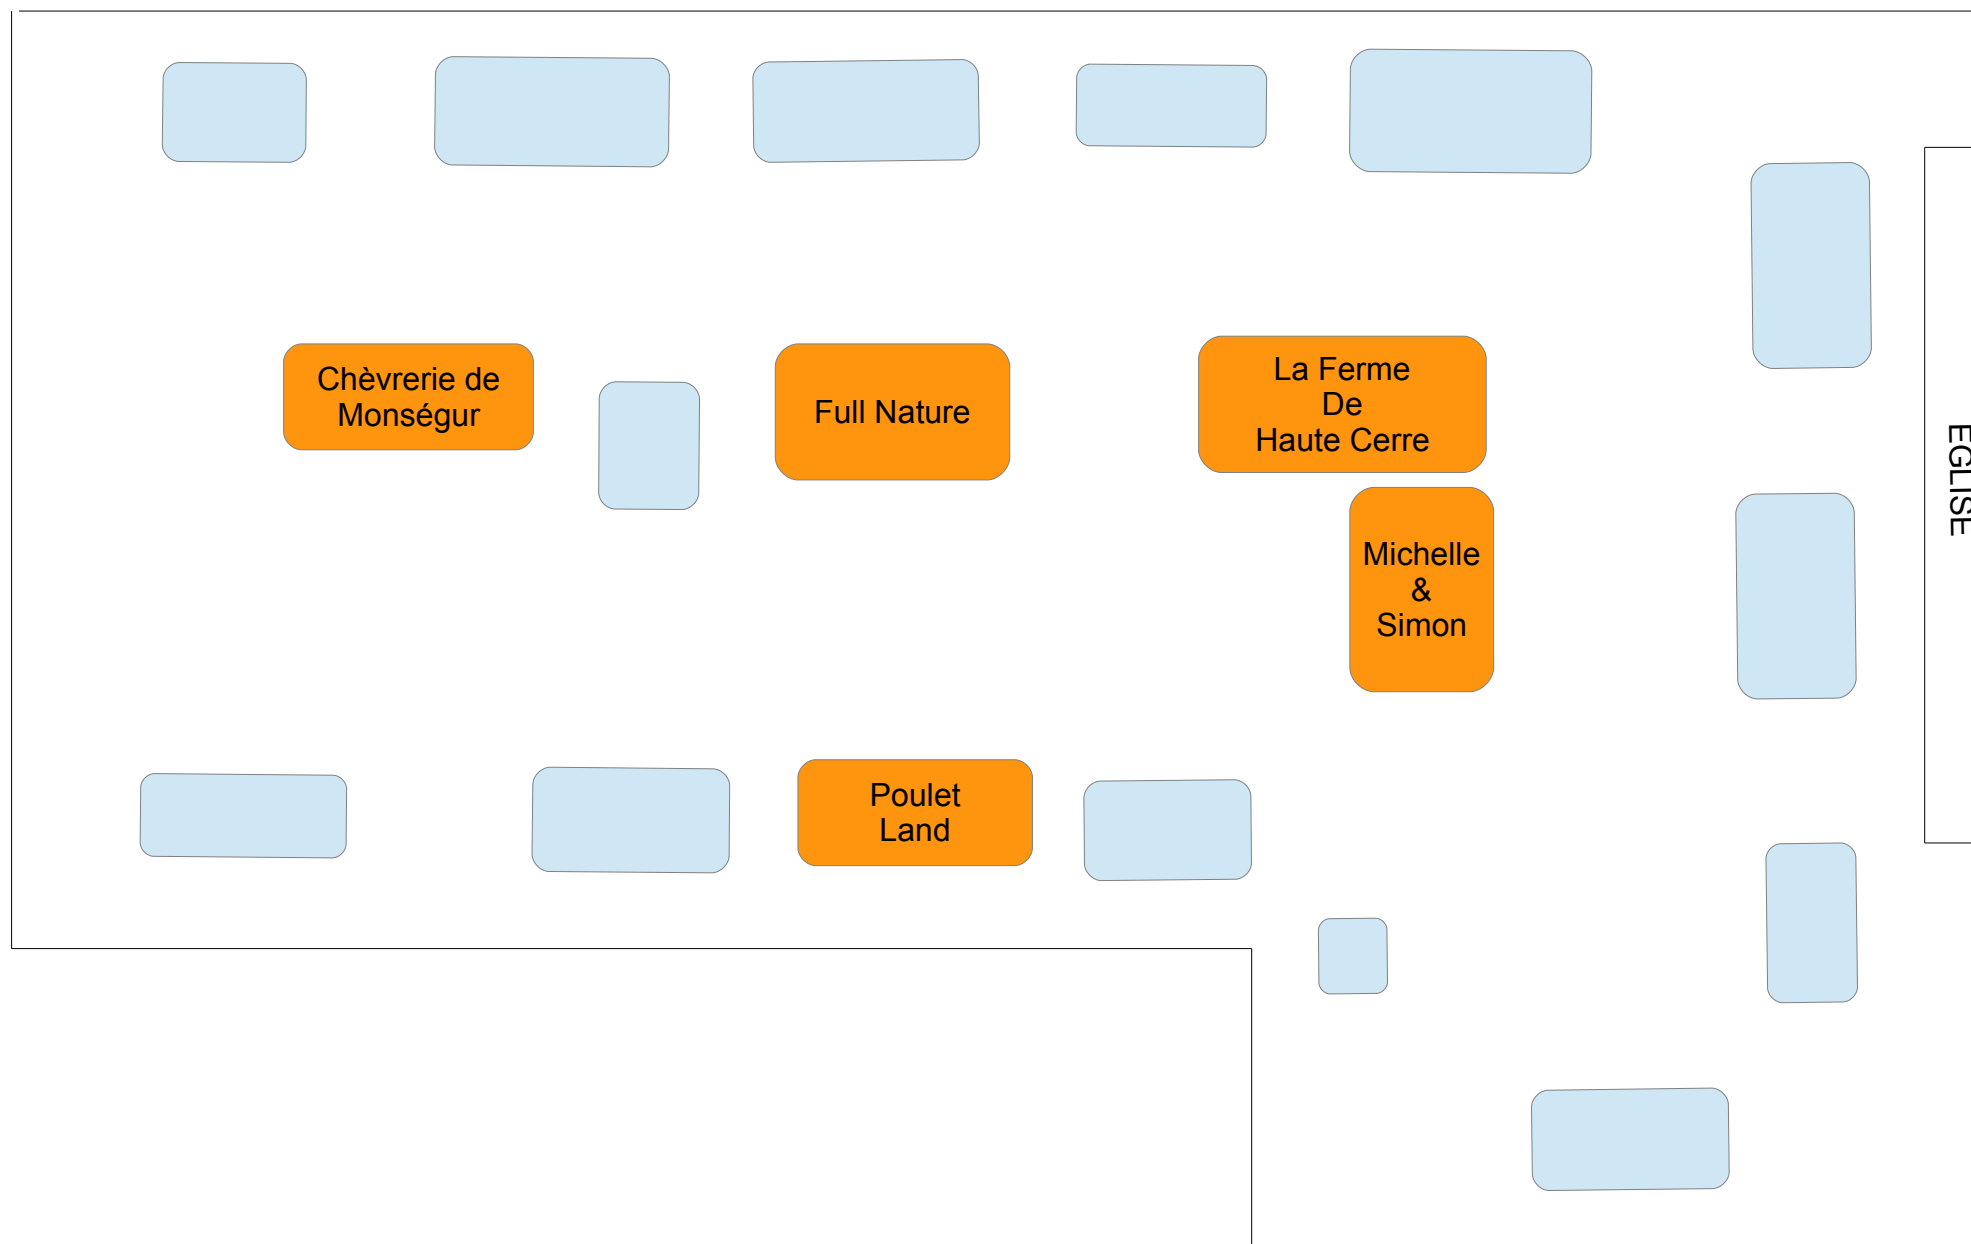 Chèvrerie de
Monségur
Full Nature
La Ferme
De
Haute Cerre
Michelle
&
Simon
Poulet
Land
EGLISE